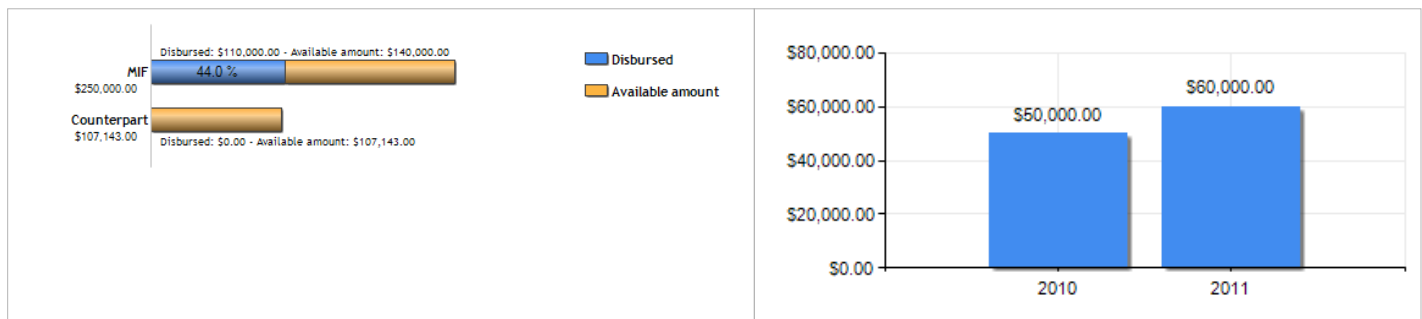 Disbursed: $110,000.00 - Available amount: $140,000.00
MIF
44.0 %
$250,000.00
Counterpart
$107,143.00
Disbursed: $0.00 - Available amount: $107,143.00
Disbursed
Available amount
$80,000.00
$60,000.00
$40,000.00
$20,000.00
$0.00
$50,000.00
$60,000.00
2010
2011